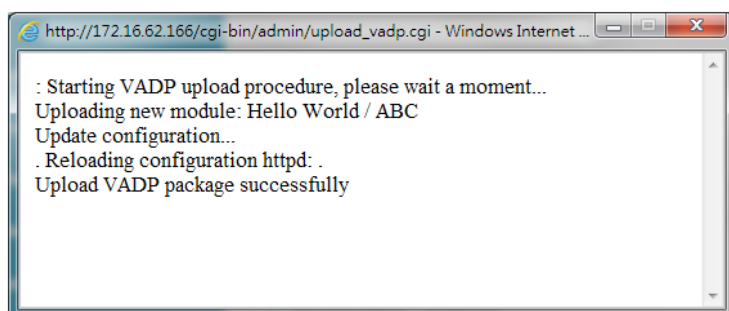 http://172.16.62.166/cgi-bin/admin/upload_vadp.cgi - Windows Internet ...
: Starting VADP upload procedure, please wait a moment...
Uploading new module: Hello World / ABC
Update configuration...
. Reloading configuration httpd: .
Upload VADP package successfully